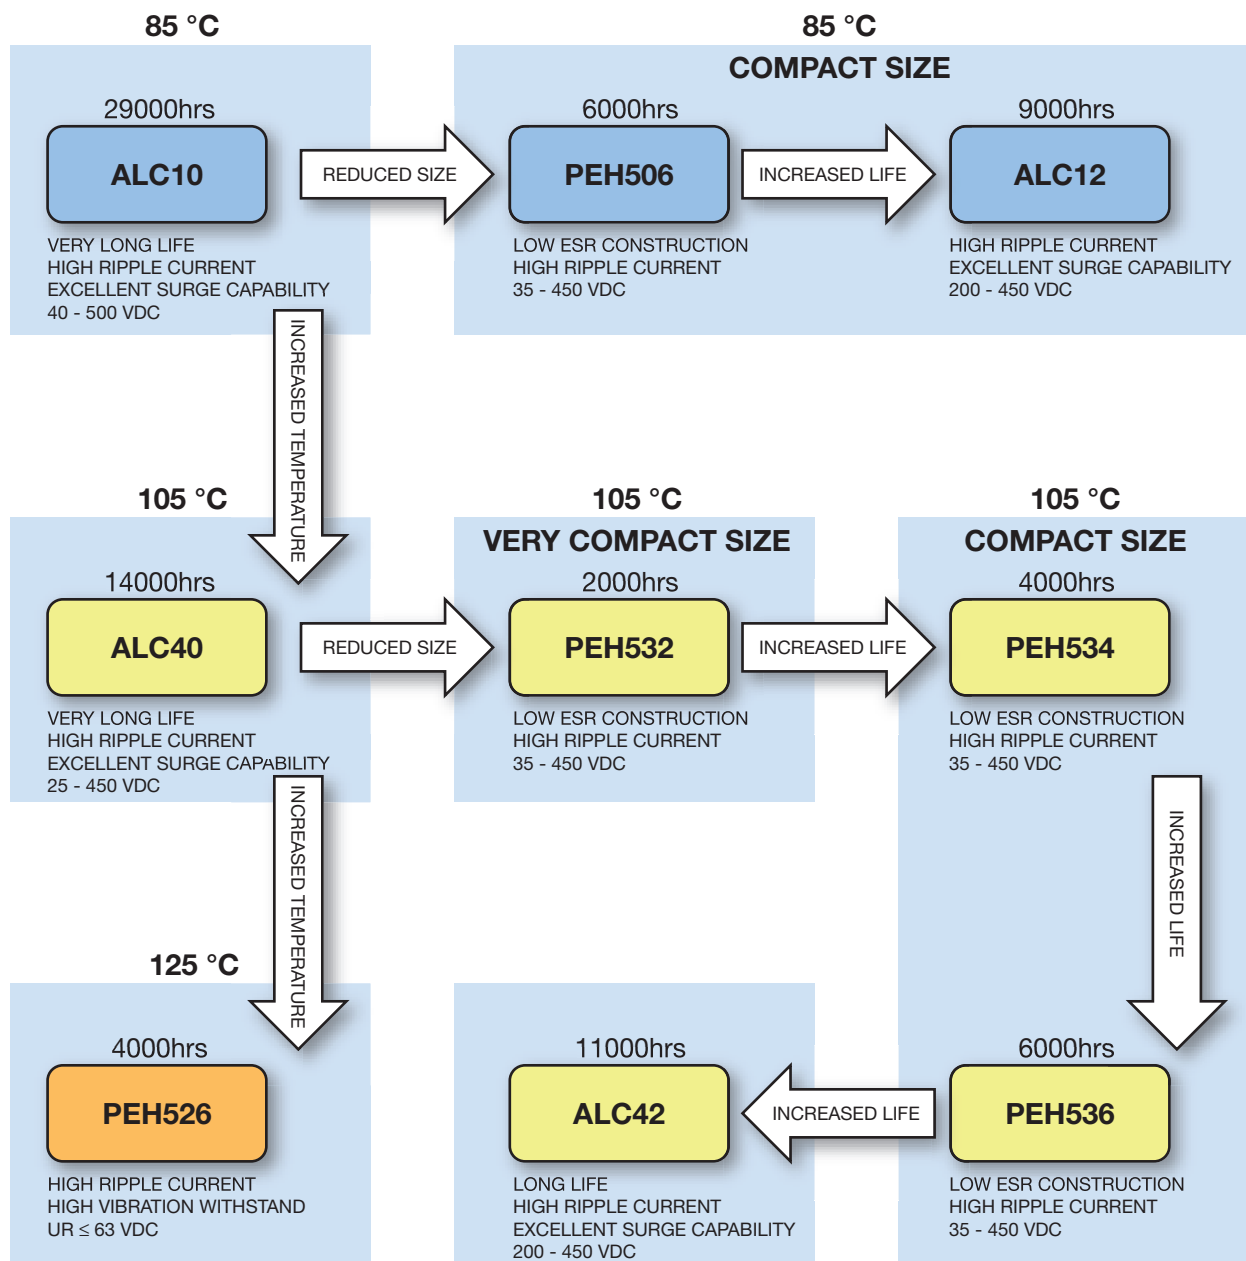 85 °C
29000hrs
ALC10
VERY LONG LIFE
HIGH RIPPLE CURRENT
EXCELLENT SURGE CAPABILITY
40 - 500 VDC
REDUCED SIZE
85 °C
COMPACT SIZE
6000hrs
PEH506
LOW ESR CONSTRUCTION
HIGH RIPPLE CURRENT
35 - 450 VDC
INCREASED LIFE
9000hrs
ALC12
HIGH RIPPLE CURRENT
EXCELLENT SURGE CAPABILITY
200 - 450 VDC
INCREASED TEMPERATURE
105 °C
14000hrs
ALC40
VERY LONG LIFE
HIGH RIPPLE CURRENT
EXCELLENT SURGE CAPABILITY
25 - 450 VDC
REDUCED SIZE
105 °C
VERY COMPACT SIZE
2000hrs
PEH532
LOW ESR CONSTRUCTION
HIGH RIPPLE CURRENT
35 - 450 VDC
INCREASED LIFE
105 °C
COMPACT SIZE
4000hrs
PEH534
LOW ESR CONSTRUCTION
HIGH RIPPLE CURRENT
35 - 450 VDC
INCREASED TEMPERATURE
INCREASED LIFE
125 °C
4000hrs
PEH526
HIGH RIPPLE CURRENT
HIGH VIBRATION WITHSTAND
UR ≤ 63 VDC
11000hrs
ALC42
LONG LIFE
HIGH RIPPLE CURRENT
EXCELLENT SURGE CAPABILITY
200 - 450 VDC
INCREASED LIFE
6000hrs
PEH536
LOW ESR CONSTRUCTION
HIGH RIPPLE CURRENT
35 - 450 VDC